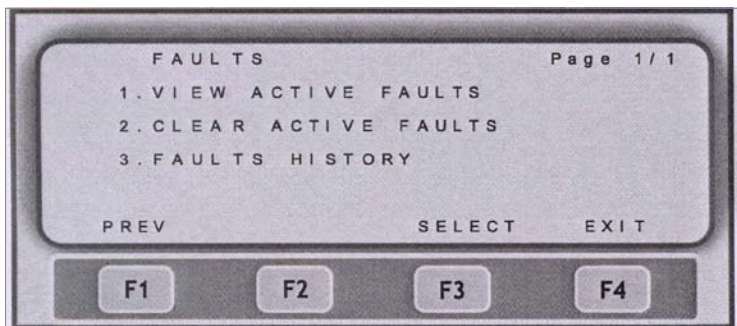 FAULTS Page 1/1
1.VIEW ACTIVE FAULTS
2.CLEAR ACTIVE FAULTS
3.FAULTS HISTORY
PREV SELECT EXIT
F1 F2 F3 F4